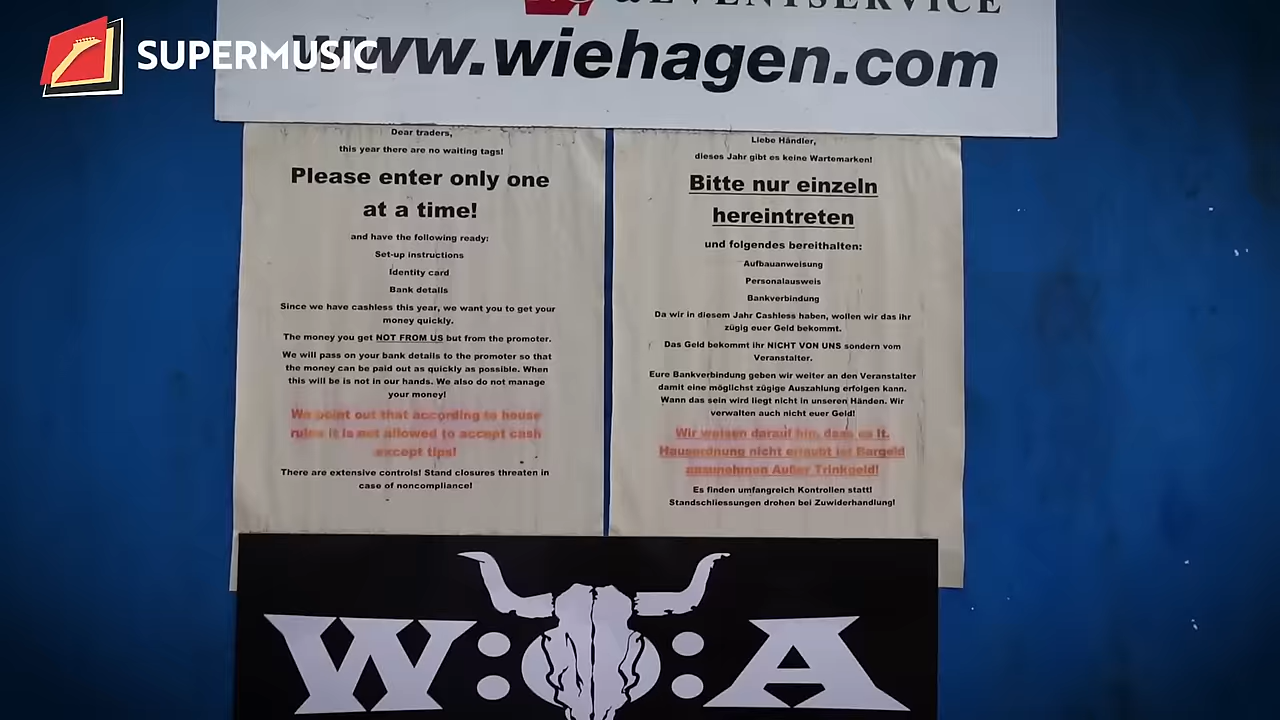 SUPERMUSIC
& EVENTSERVICE
www.wiehagen.com
Dear traders,
this year there are no waiting tags!
Please enter only one
at a time!
and have the following ready:
Set-up instructions
Identity card
Bank details
Since we have cashless this year, we want you to get your
money quickly.
The money you get NOT FROM US but from the promoter.
We will pass on your bank details to the promoter so that
the money can be paid out as quickly as possible. When
this will be is not in our hands. We also do not manage
your money!
We point out that according to house
rules it is not allowed to accept cash
except tips!
There are extensive controls! Stand closures threaten in
case of noncompliance!
Liebe Händler,
dieses Jahr gibt es keine Wartemarken!
Bitte nur einzeln
hereintreten
und folgendes bereithalten:
Aufbauanweisung
Personalausweis
Bankverbindung
Da wir in diesem Jahr Cashless haben, wollen wir das ihr
zügig euer Geld bekommt.
Das Geld bekommt ihr NICHT VON UNS sondern vom
Veranstalter.
Eure Bankverbindung geben wir weiter an den Veranstalter
damit eine möglichst zügige Auszahlung erfolgen kann.
Wann das sein wird liegt nicht in unseren Händen. Wir
verwalten auch nicht euer Geld!
Wir weisen darauf hin, dass es lt.
Hausordnung nicht erlaubt ist Bargeld
anzunehmen Außer Trinkgeld!
Es finden umfangreich Kontrollen statt!
Standschliessungen drohen bei Zuwiderhandlung!
W:O:A